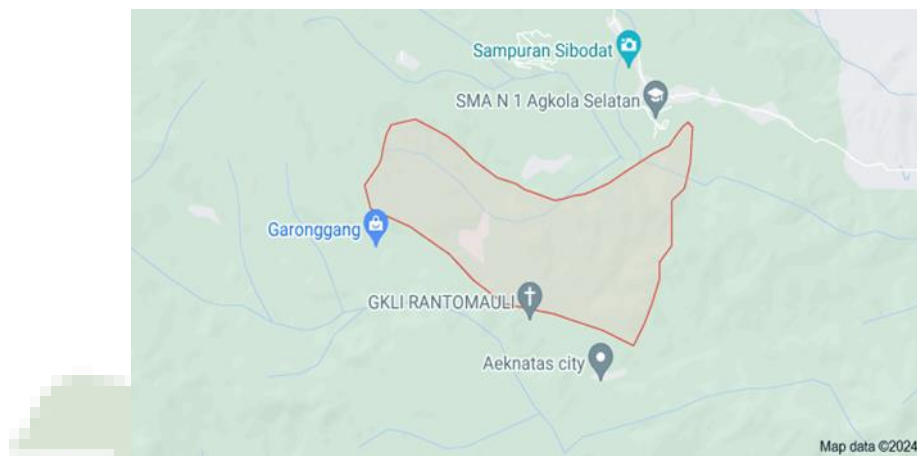 Sampuran Sibodat
SMA N 1 Agkola Selatan
Garonggang
GKLI RANTOMAULI
Aeknatas city
Map data ©2024